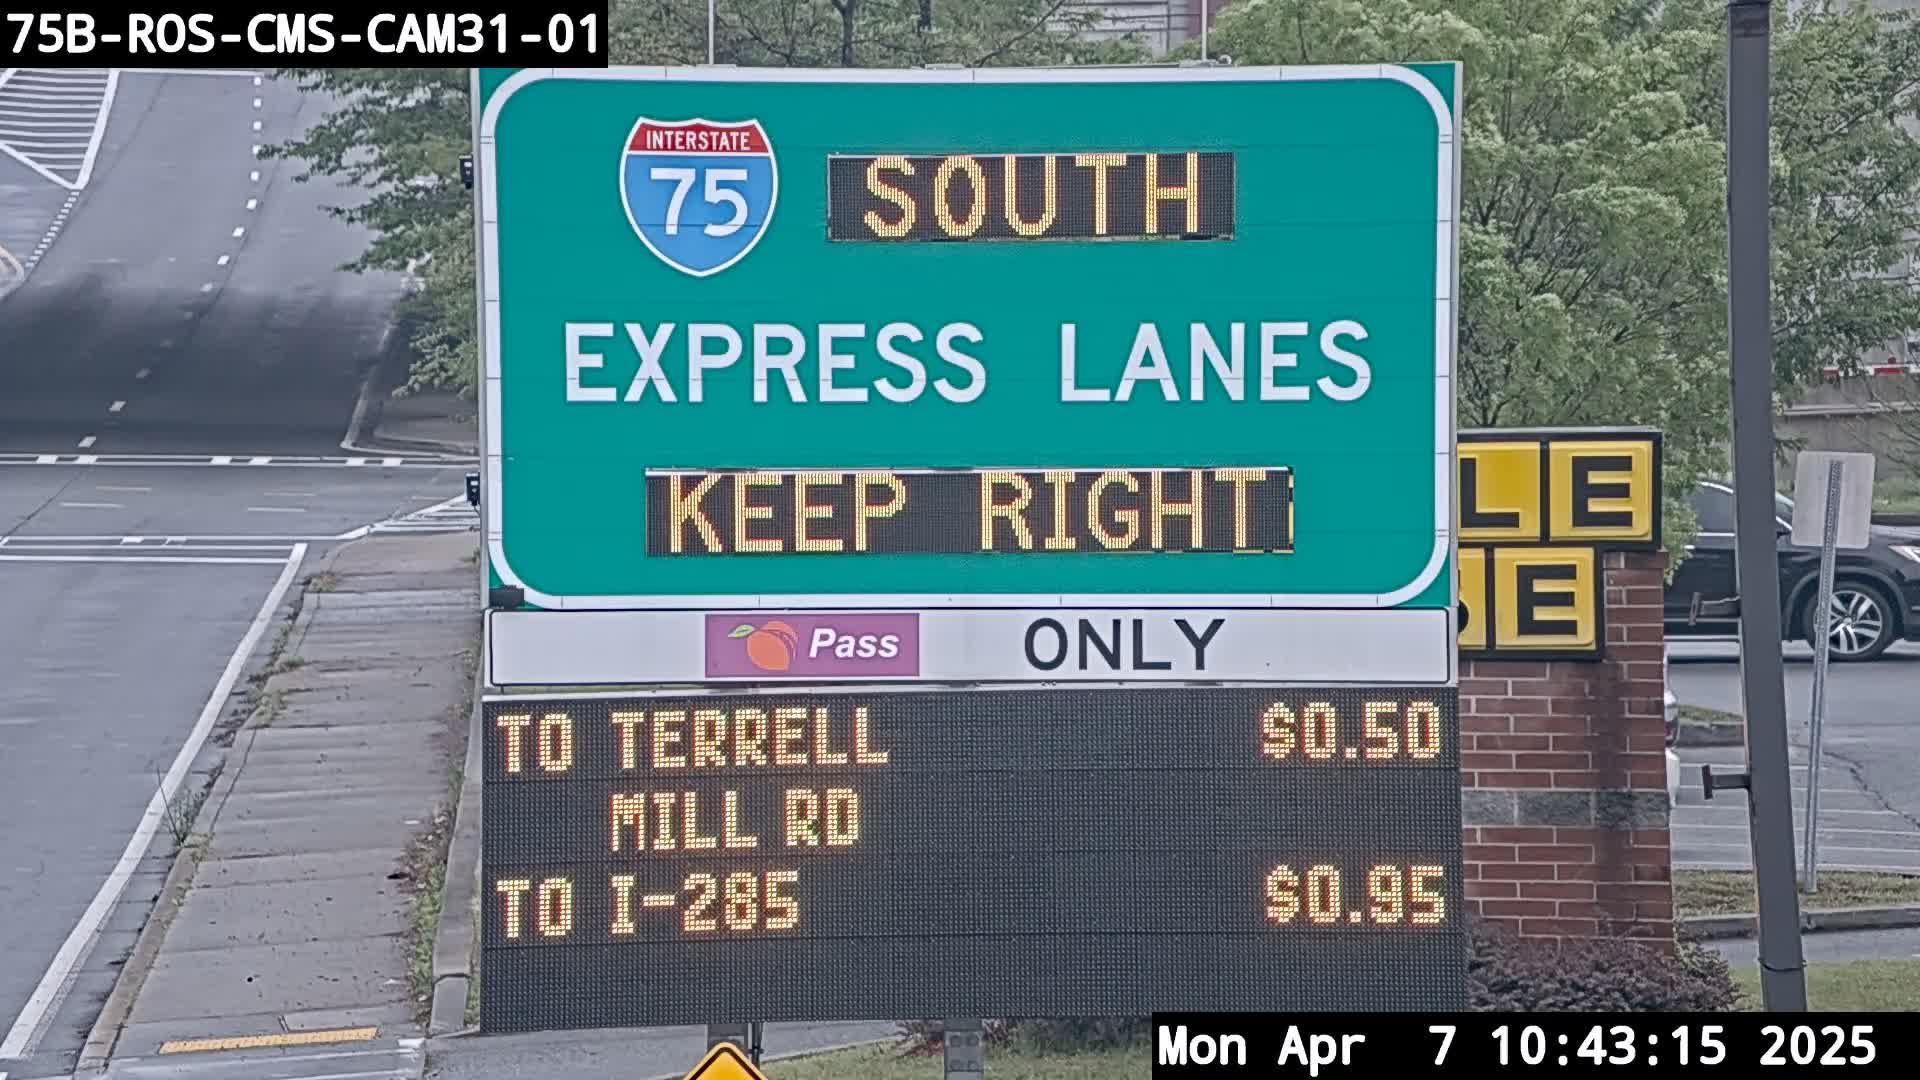 75B-ROS-CMS-CAM31-01
INTERSTATE
75
SOUTH
EXPRESS LANES
KEEP RIGHT
Pass ONLY
TO TERRELL $0.50
MILL RD
TO I-285 $0.95
LE
E
Mon Apr 7 10:43:15 2025